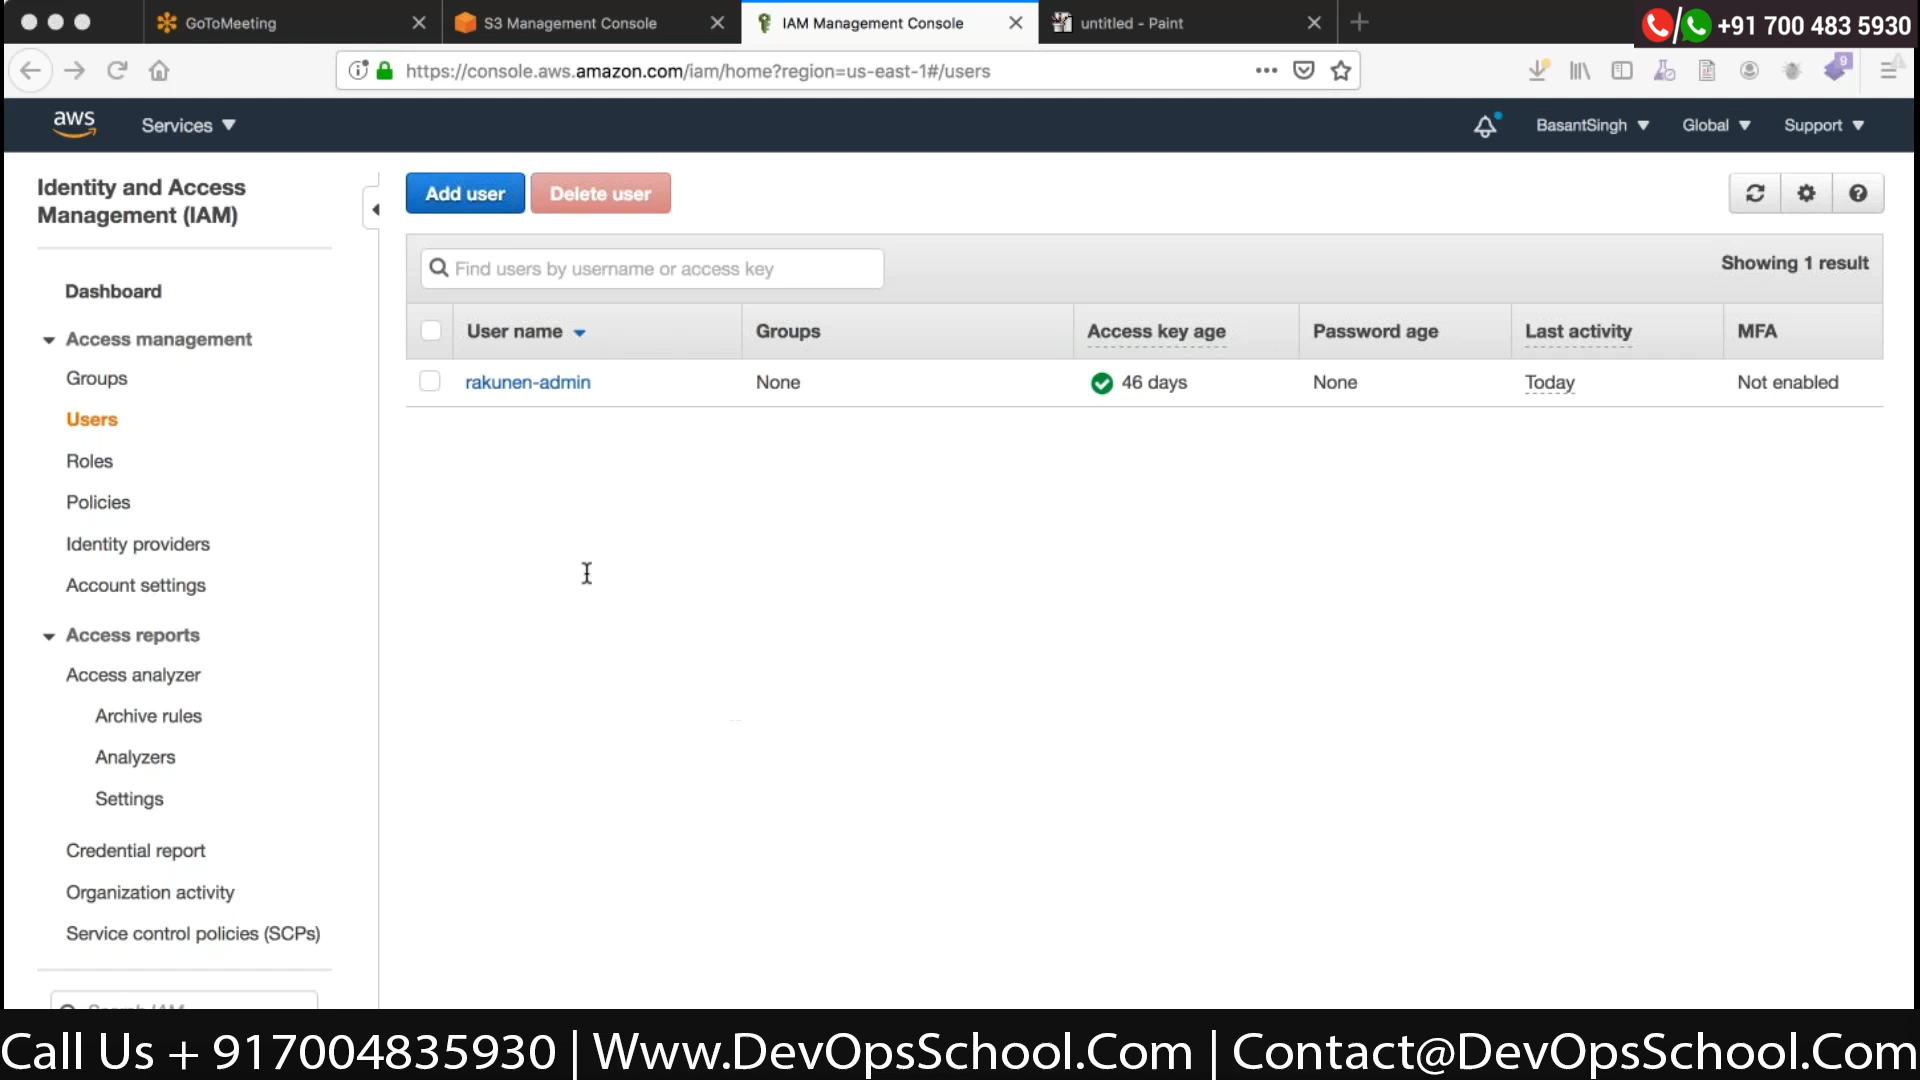 GoToMeeting
S3 Management Console
IAM Management Console
untitled - Paint
+91 700 483 5930
https://console.aws.amazon.com/iam/home?region=us-east-1#/users
9
aws
Services
BasantSingh
Global
Support
Identity and Access
Management (IAM)
Dashboard
Access management
Groups
Users
Roles
Policies
Identity providers
Account settings
Access reports
Access analyzer
Archive rules
Analyzers
Settings
Credential report
Organization activity
Service control policies (SCPs)
Add user
Delete user
Find users by username or access key
Showing 1 result
User name
Groups
Access key age
Password age
Last activity
MFA
rakunen-admin
None
46 days
None
Today
Not enabled
Call Us + 917004835930 | Www.DevOpsSchool.Com | Contact@DevOpsSchool.Com